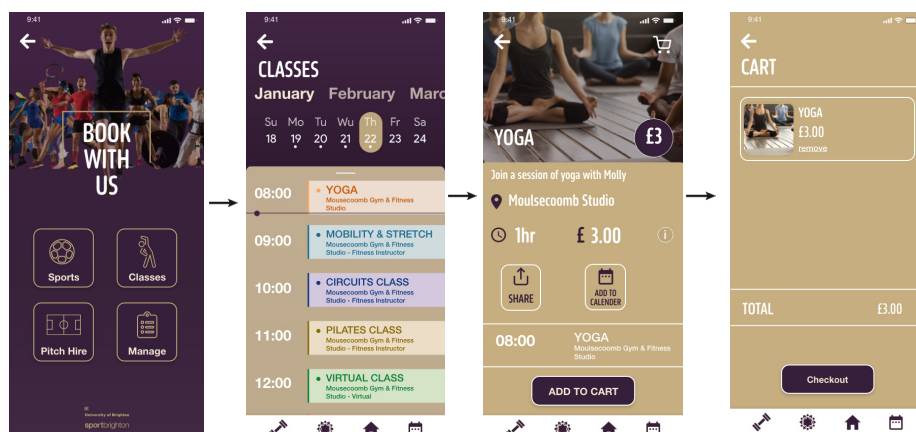 9:41
BOOK
WITH
US
Sports
Classes
Pitch Hire
Manage
University of Brighton
sportbrighton
9:41
CLASSES
January February Marc
Su Mo Tu Wu Th Fr Sa
18 19 20 21 22 23 24
08:00
YOGA
Mousecoomb Gym & Fitness
Studio
09:00
MOBILITY & STRETCH
Mousecoomb Gym & Fitness
Studio - Fitness Instructor
10:00
CIRCUITS CLASS
Mousecoomb Gym & Fitness
Studio - Fitness Instructor
11:00
PILATES CLASS
Mousecoomb Gym & Fitness
Studio - Fitness Instructor
12:00
VIRTUAL CLASS
Mousecoomb Gym & Fitness
Studio - Virtual
9:41
YOGA
£3
Join a session of yoga with Molly
Moulsecoomb Studio
1hr £ 3.00
SHARE
ADD TO
CALENDER
08:00
YOGA
Moulsecoomb Gym & Fitness
Studio
ADD TO CART
9:41
CART
YOGA
£3.00
remove
TOTAL £3.00
Checkout